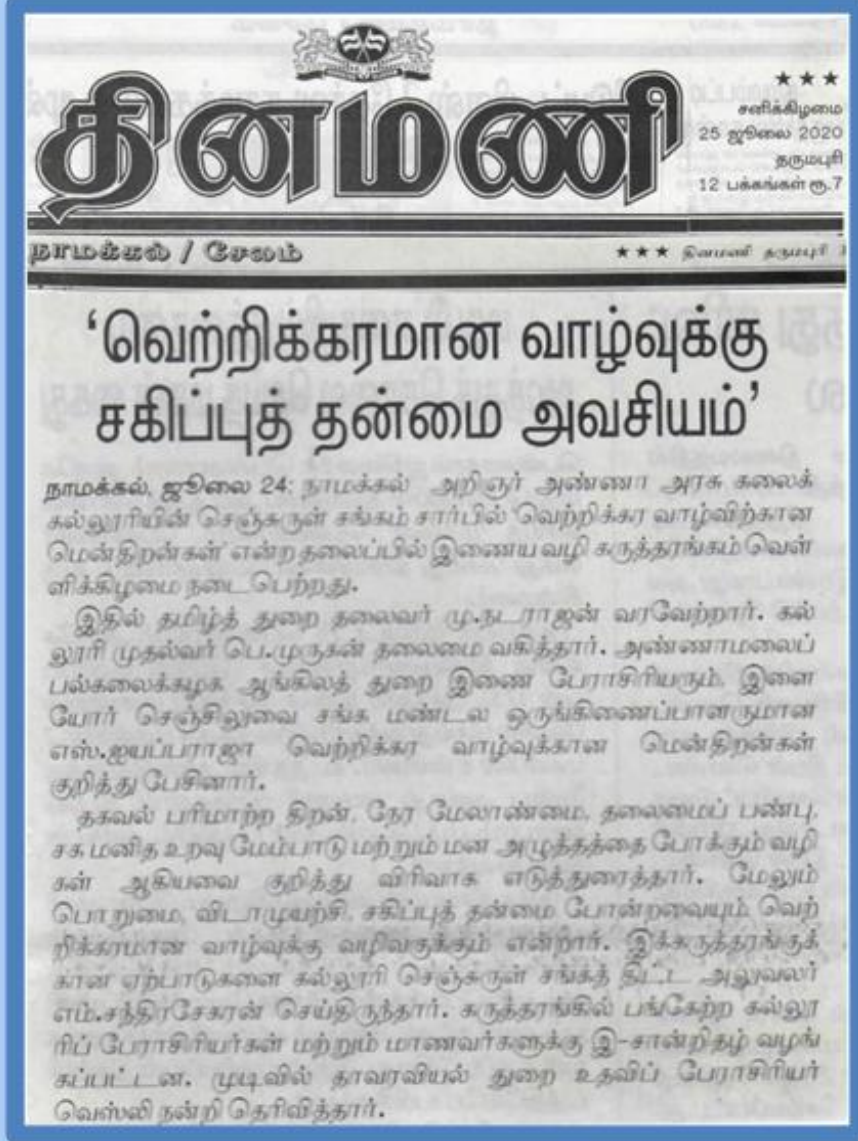 தினமணி
★★★
சனிக்கிழமை
25 ஜூலை 2020
தருமபுரி
12 பக்கங்கள் ரூ.7
நாமக்கல் / சேலம்
★★★ தினமணி தருமபுரி
‘வெற்றிக்கரமான வாழ்வுக்கு
சகிப்புத் தன்மை அவசியம்’
நாமக்கல், ஜூலை 24: நாமக்கல் அறிஞர் அண்ணா அரசு கலைக்
கல்லூரியின் செஞ்சுருள் சங்கம் சார்பில் 'வெற்றிக்கர வாழ்விற்கான
மென்திறன்கள்' என்ற தலைப்பில் இணைய வழி கருத்தரங்கம் வெள்
ளிக்கிழமை நடைபெற்றது.
இதில் தமிழ்த் துறை தலைவர் மு.நடராஜன் வரவேற்றார். கல்
லூரி முதல்வர் பெ.முருகன் தலைமை வகித்தார். அண்ணாமலைப்
பல்கலைக்கழக ஆங்கிலத் துறை இணை பேராசிரியரும், இளை
யோர் செஞ்சிலுவை சங்க மண்டல ஒருங்கிணைப்பானருமான
எஸ்.ஐயப்பராஜா வெற்றிக்கர வாழ்வுக்கான மென்திறன்கள்
குறித்து பேசினார்.
தகவல் பரிமாற்ற திறன், நேர மேலாண்மை, தலைமைப் பண்பு,
சக மனித உறவு மேம்பாடு மற்றும் மன அழுத்தத்தை போக்கும் வழி
கள் ஆகியவை குறித்து விரிவாக எடுத்துரைத்தார். மேலும்
பொறுமை, விடாமுயற்சி, சகிப்புத் தன்மை போன்றவையும் வெற்
றிக்கரமான வாழ்வுக்கு வழிவகுக்கும் என்றார். இக்கருத்தரங்குக்
கான ஏற்பாடுகளை கல்லூரி செஞ்சுருள் சங்கத் திட்ட அலுவலர்
எம்.சந்திரசேகரன் செய்திருந்தார். கருத்தரங்கில் பங்கேற்ற கல்லூ
ரிப் பேராசிரியர்கள் மற்றும் மாணவர்களுக்கு இ-சான்றிதழ் வழங்
கப்பட்டன. முடிவில் தாவரவியல் துறை உதவிப் பேராசிரியர்
வெஸ்லி நன்றி தெரிவித்தார்.